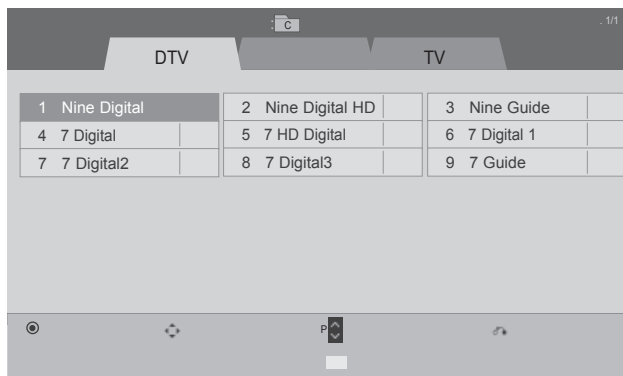 : C . 1/1
DTV TV
1 Nine Digital 2 Nine Digital HD 3 Nine Guide
4 7 Digital 5 7 HD Digital 6 7 Digital 1
7 7 Digital2 8 7 Digital3 9 7 Guide
P